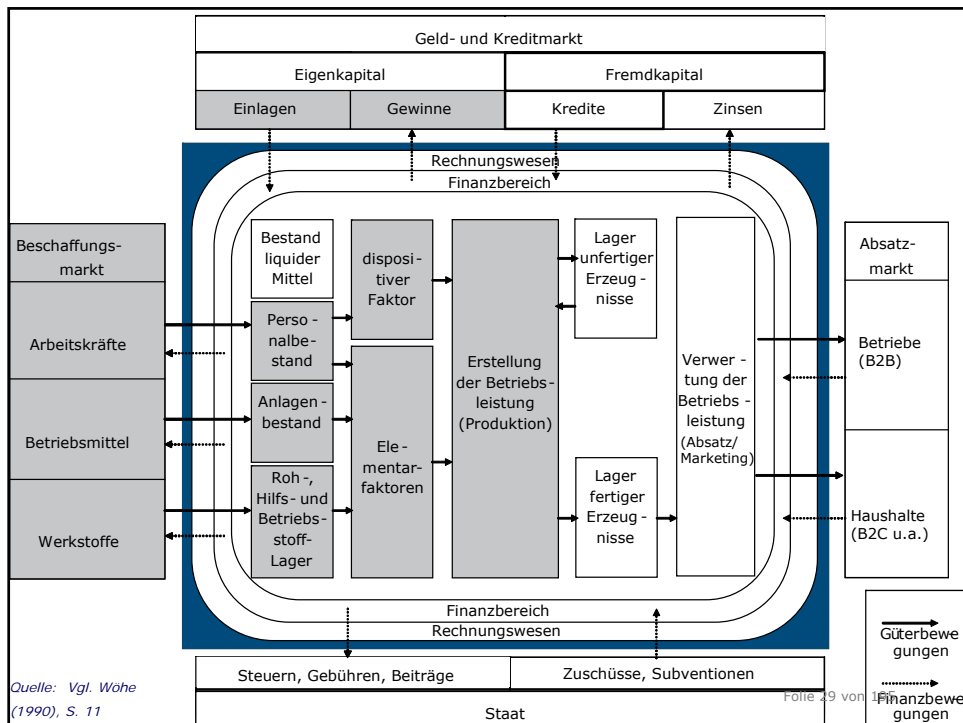 Geld- und Kreditmarkt
Eigenkapital
Fremdkapital
Einlagen
Gewinne
Kredite
Zinsen
Rechnungswesen
Finanzbereich
Beschaffungs-
markt
Arbeitskräfte
Betriebsmittel
Werkstoffe
Bestand
liquider
Mittel
Perso -
nalbe-
stand
Anlagen -
bestand
Roh-,
Hilfs- und
Betriebs -
stoff-
Lager
dispositi-
tiver
Faktor
Ele-
mentar-
faktoren
Erstellung
der Betriebs-
leistung
(Produktion)
Lager
unfertiger
Erzeug -
nisse
Lager
fertiger
Erzeug -
nisse
Verwer -
tung der
Betriebs -
leistung
(Absatz/
Marketing)
Absatz-
markt
Betriebe
(B2B)
Haushalte
(B2C u.a.)
Finanzbereich
Rechnungswesen
Steuern, Gebühren, Beiträge
Zuschüsse, Subventionen
Staat
Güterbewe
gungen
Finanzbewe
gungen
Quelle: Vgl. Wöhe
(1990), S. 11
Folie 29 von